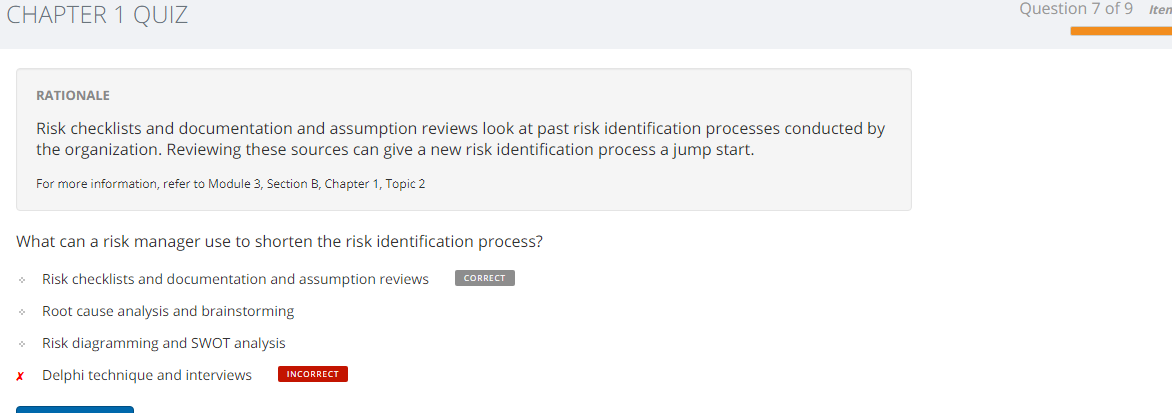 CHAPTER 1 QUIZ
Question 7 of 9
RATIONALE
Risk checklists and documentation and assumption reviews look at past risk identification processes conducted by
the organization. Reviewing these sources can give a new risk identification process a jump start.
For more information, refer to Module 3, Section B, Chapter 1, Topic 2
What can a risk manager use to shorten the risk identification process?
Risk checklists and documentation and assumption reviews CORRECT
Root cause analysis and brainstorming
Risk diagramming and SWOT analysis
✗ Delphi technique and interviews INCORRECT